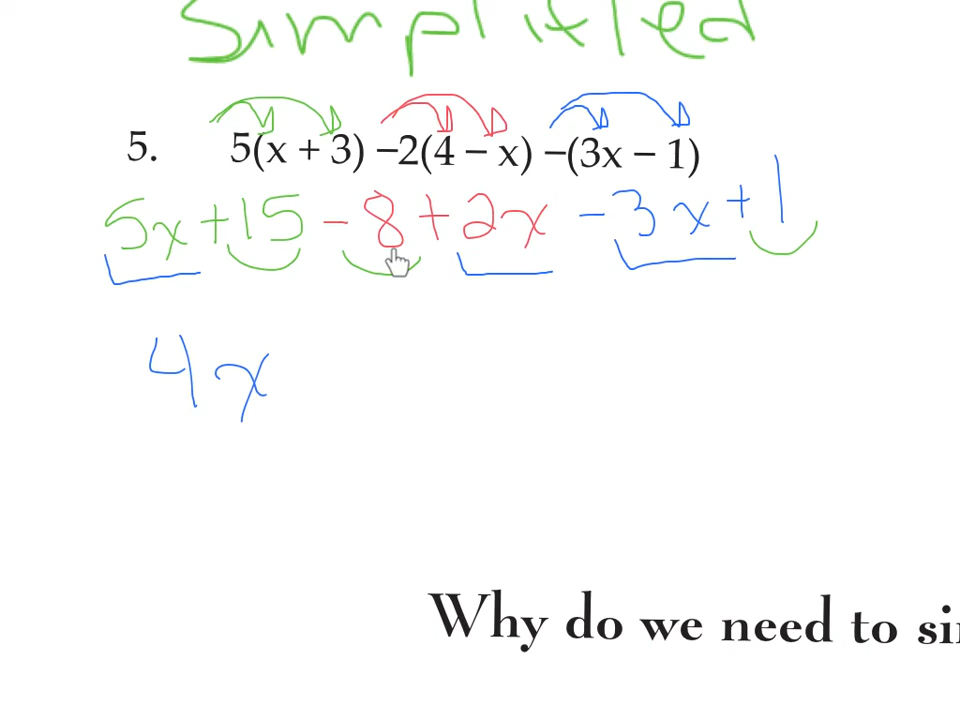 Simplified
5. 5(x + 3) −2(4 − x) −(3x − 1)
5x + 15 - 8 + 2x - 3x + 1
4x
Why do we need to